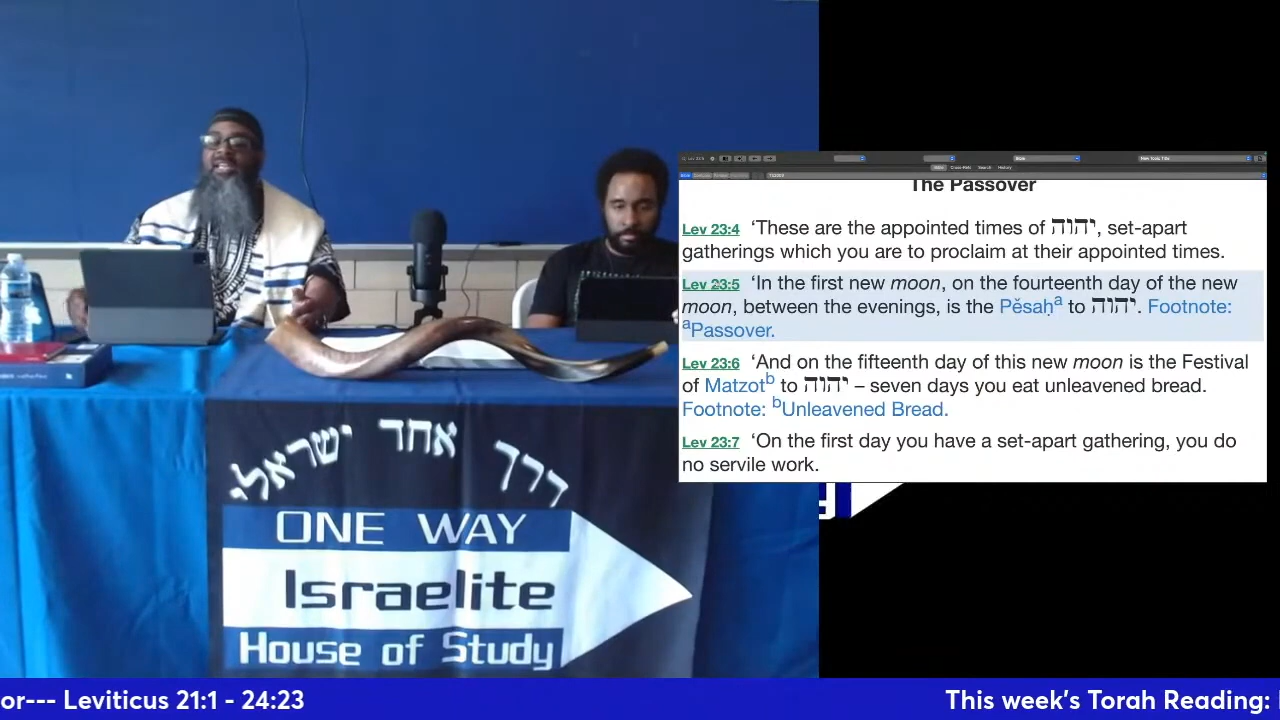 The Passover
Lev 23:4 ‘These are the appointed times of יהוה, set-apart
gatherings which you are to proclaim at their appointed times.
Lev 23:5 ‘In the first new moon, on the fourteenth day of the new
moon, between the evenings, is the Pěsaḥa to יהוה. Footnote:
aPassover.
Lev 23:6 ‘And on the fifteenth day of this new moon is the Festival
of Matzotb to יהוה – seven days you eat unleavened bread.
Footnote: bUnleavened Bread.
Lev 23:7 ‘On the first day you have a set-apart gathering, you do
no servile work.
דרך אחד ישראלי
ONE WAY
Israelite
House of Study
or--- Leviticus 21:1 - 24:23
This week's Torah Reading: